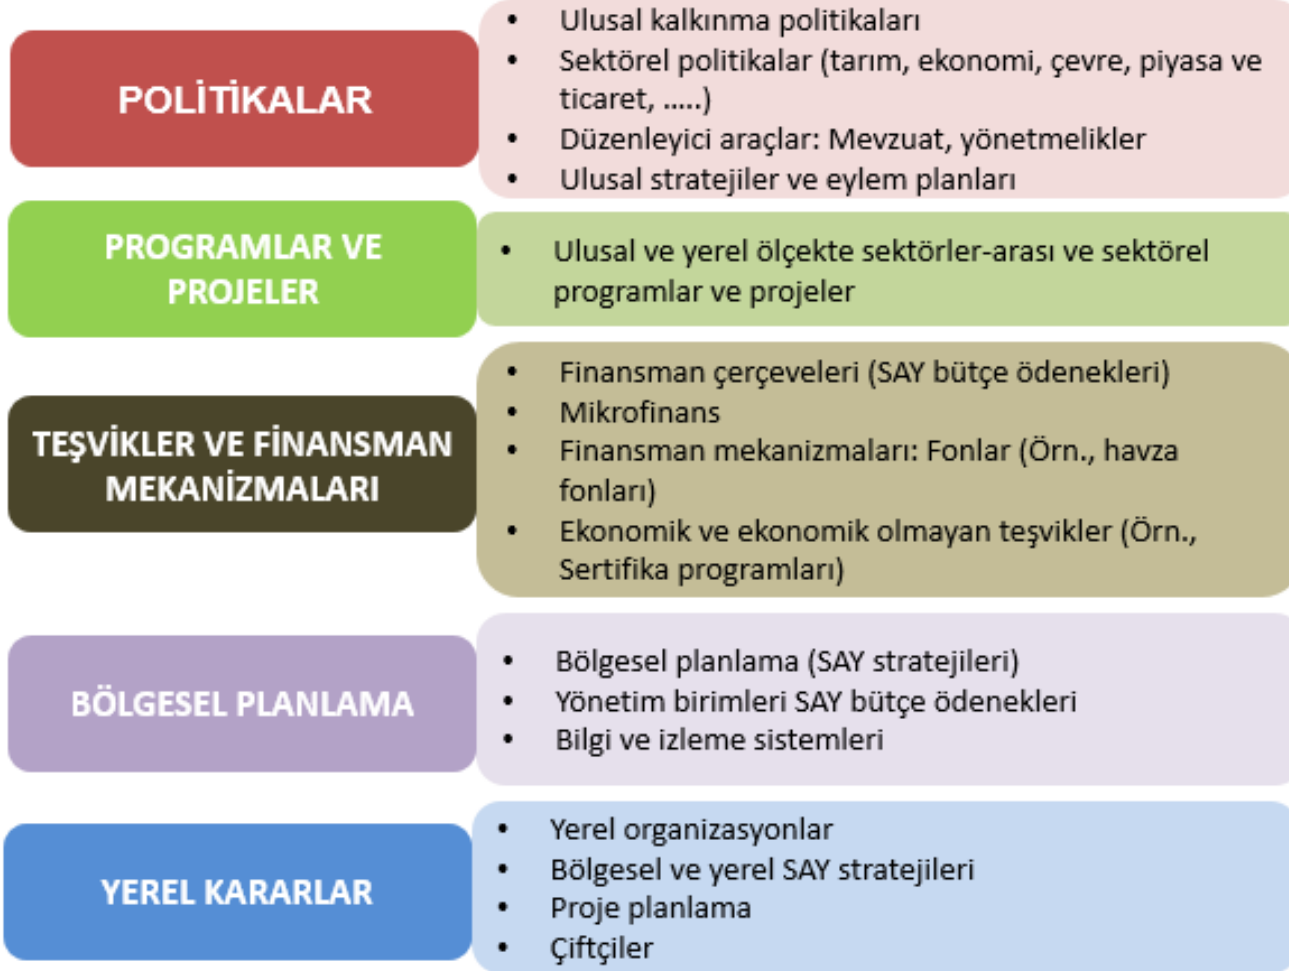 POLİTİKALAR
• Ulusal kalkınma politikaları
• Sektörel politikalar (tarım, ekonomi, çevre, piyasa ve
ticaret, .....)
• Düzenleyici araçlar: Mevzuat, yönetmelikler
• Ulusal stratejiler ve eylem planları
PROGRAMLAR VE
PROJELER
• Ulusal ve yerel ölçekte sektörler-arası ve sektörel
programlar ve projeler
TEŞVİKLER VE FİNANSMAN
MEKANİZMALARI
• Finansman çerçeveleri (SAY bütçe ödenekleri)
• Mikrofinans
• Finansman mekanizmaları: Fonlar (Örn., havza
fonları)
• Ekonomik ve ekonomik olmayan teşvikler (Örn.,
Sertifika programları)
BÖLGESEL PLANLAMA
• Bölgesel planlama (SAY stratejileri)
• Yönetim birimleri SAY bütçe ödenekleri
• Bilgi ve izleme sistemleri
YEREL KARARLAR
• Yerel organizasyonlar
• Bölgesel ve yerel SAY stratejileri
• Proje planlama
• Çiftçiler